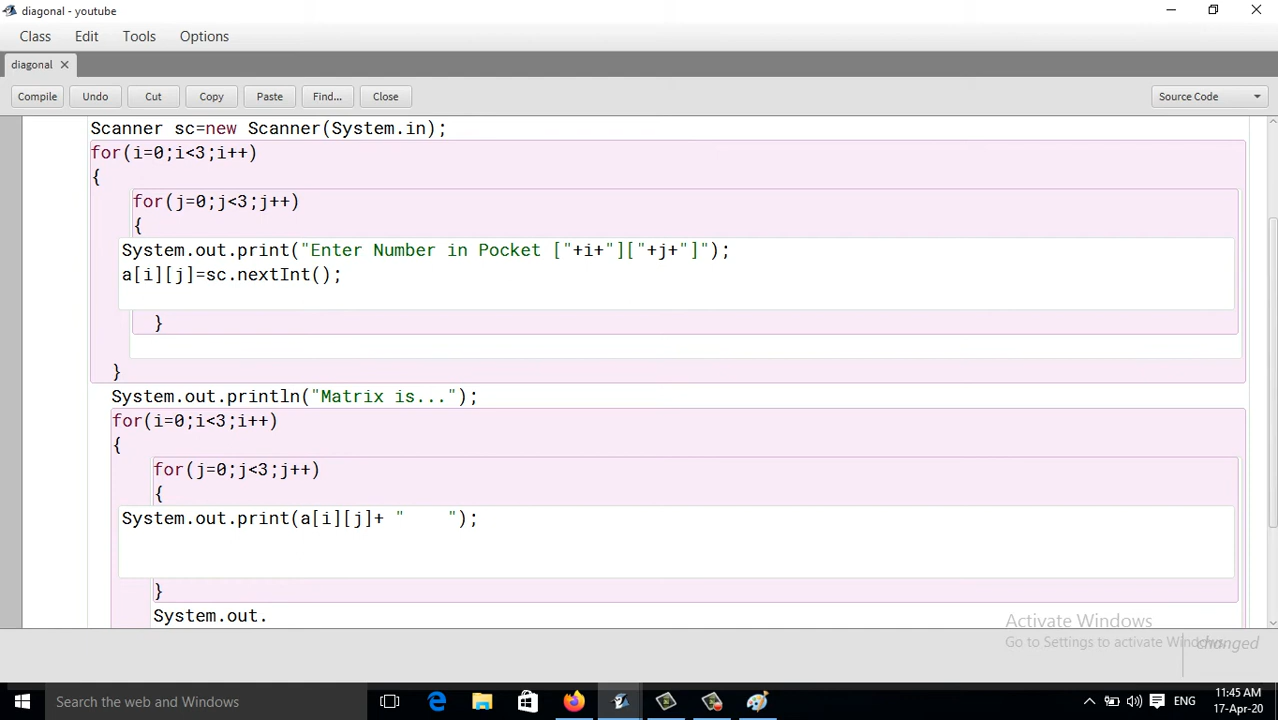 diagonal - youtube
Class Edit Tools Options
diagonal
Compile Undo Cut Copy Paste Find... Close Source Code
Scanner sc=new Scanner(System.in);
for(i=0;i<3;i++)
{
for(j=0;j<3;j++)
{
System.out.print("Enter Number in Pocket ["+i+"]["+j+"]");
a[i][j]=sc.nextInt();
}
}
System.out.println("Matrix is...");
for(i=0;i<3;i++)
{
for(j=0;j<3;j++)
{
System.out.print(a[i][j]+ "    ");
}
System.out.
Activate Windows
Go to Settings to activate Windows.
changed
Search the web and Windows
ENG
11:45 AM
17-Apr-20